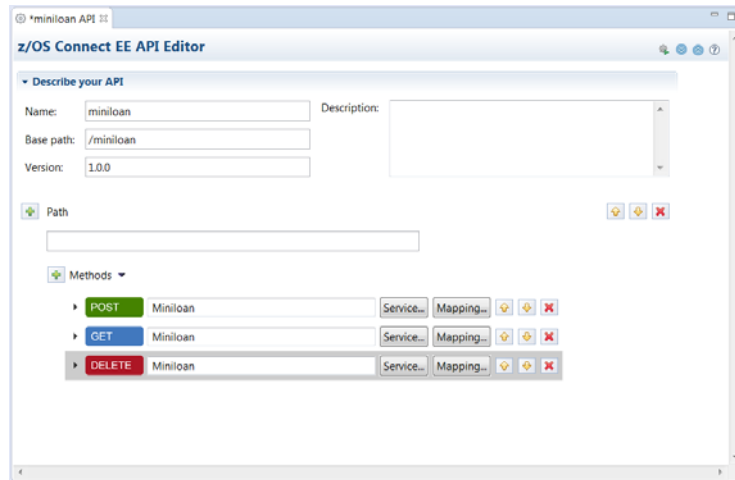 *miniloan API
z/OS Connect EE API Editor
Describe your API
Name: miniloan Description:
Base path: /miniloan
Version: 1.0.0
Path
Methods
POST Miniloan Service... Mapping...
GET Miniloan Service... Mapping...
DELETE Miniloan Service... Mapping...